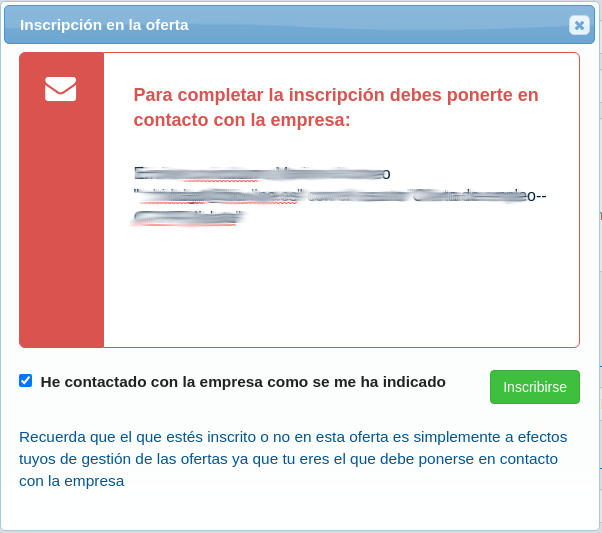 Inscripción en la oferta
Para completar la inscripción debes ponerte en
contacto con la empresa:
He contactado con la empresa como se me ha indicado
Inscribirse
Recuerda que el que estés inscrito o no en esta oferta es simplemente a efectos
tuyos de gestión de las ofertas ya que tu eres el que debe ponerse en contacto
con la empresa